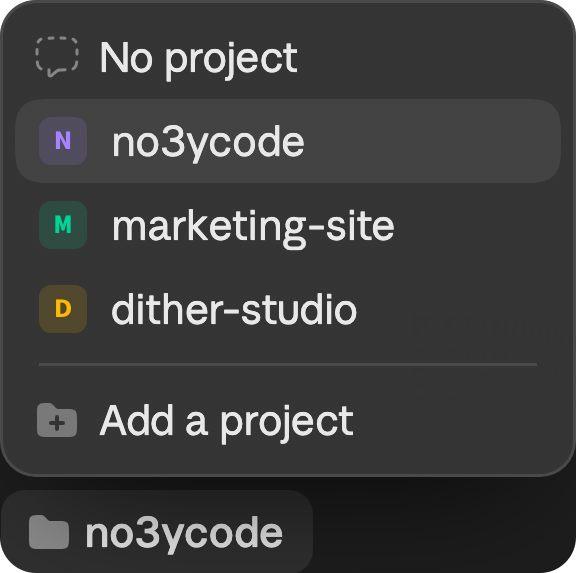 No project
N no3ycode
M marketing-site
D dither-studio
Add a project
no3ycode